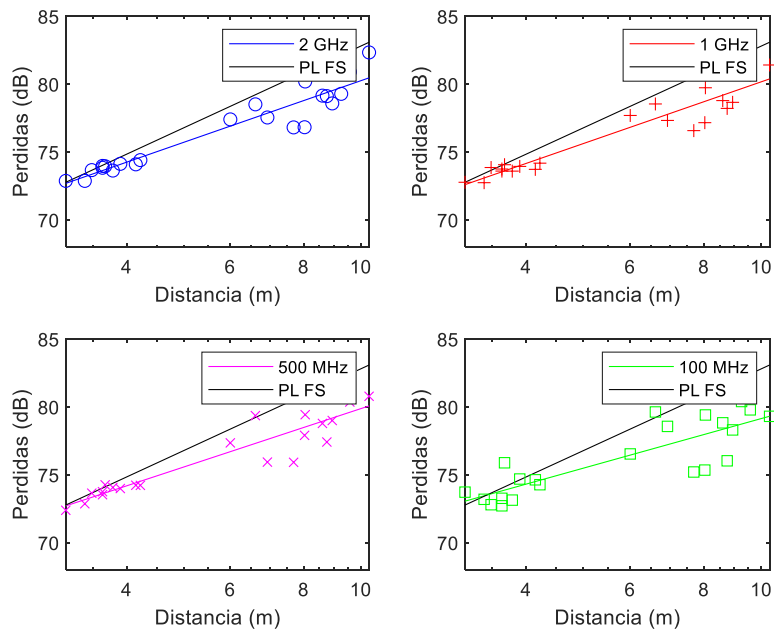 85
80
75
70
Perdidas (dB)
2 GHz
PL FS
4
6
8
10
Distancia (m)
85
80
75
70
Perdidas (dB)
1 GHz
PL FS
4
6
8
10
Distancia (m)
85
80
75
70
Perdidas (dB)
500 MHz
PL FS
4
6
8
10
Distancia (m)
85
80
75
70
Perdidas (dB)
100 MHz
PL FS
4
6
8
10
Distancia (m)